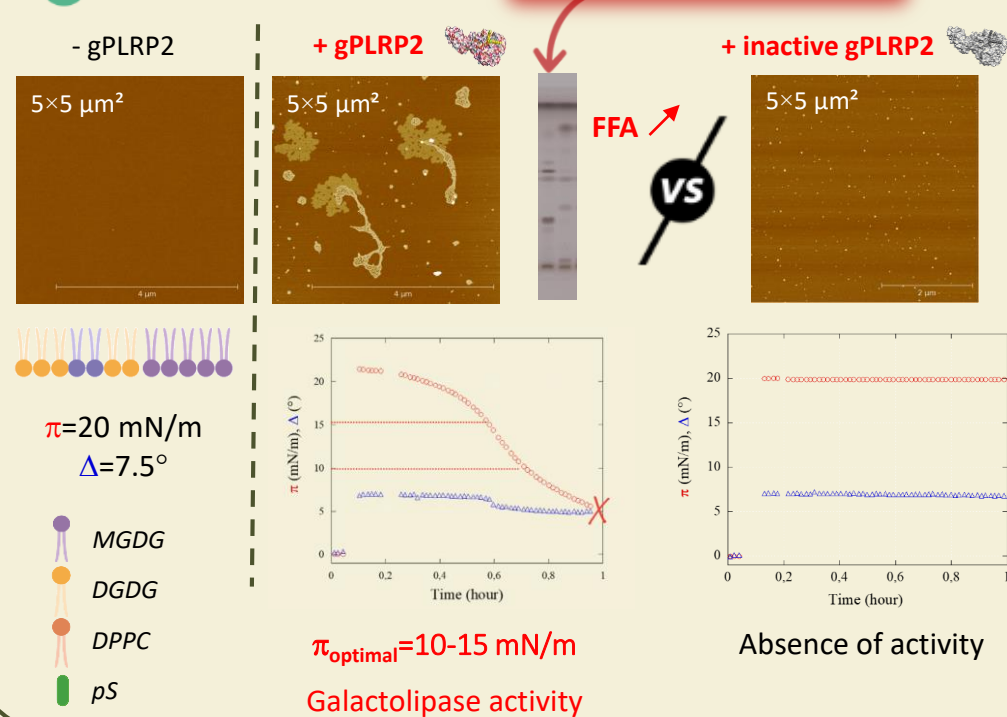 - gPLRP2
+ gPLRP2
+ inactive gPLRP2
5×5 µm²
5×5 µm²
5×5 µm²
FFA
VS
4 µm
4 µm
2 µm
π=20 mN/m
Δ=7.5°
MGDG
DGDG
DPPC
pS
π (mN/m), Δ (°)
25
20
15
10
5
0
0
0,2
0,4
0,6
0,8
1
Time (hour)
X
π (mN/m), Δ (°)
25
20
15
10
5
0
0
0,2
0,4
0,6
0,8
1
Time (hour)
πoptimal=10-15 mN/m
Galactolipase activity
Absence of activity